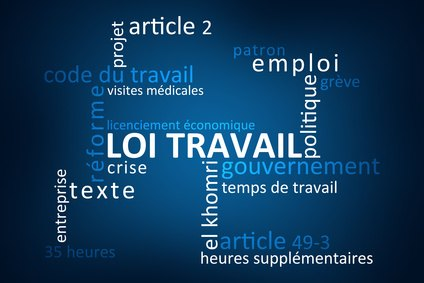 projet
article 2
patron
emploi
code du travail
grève
visites médicales
politique
réforme
licenciement économique
LOI TRAVAIL
crise
gouvernement
entreprise
texte
el khomri
temps de travail
35 heures
article 49-3
heures supplémentaires